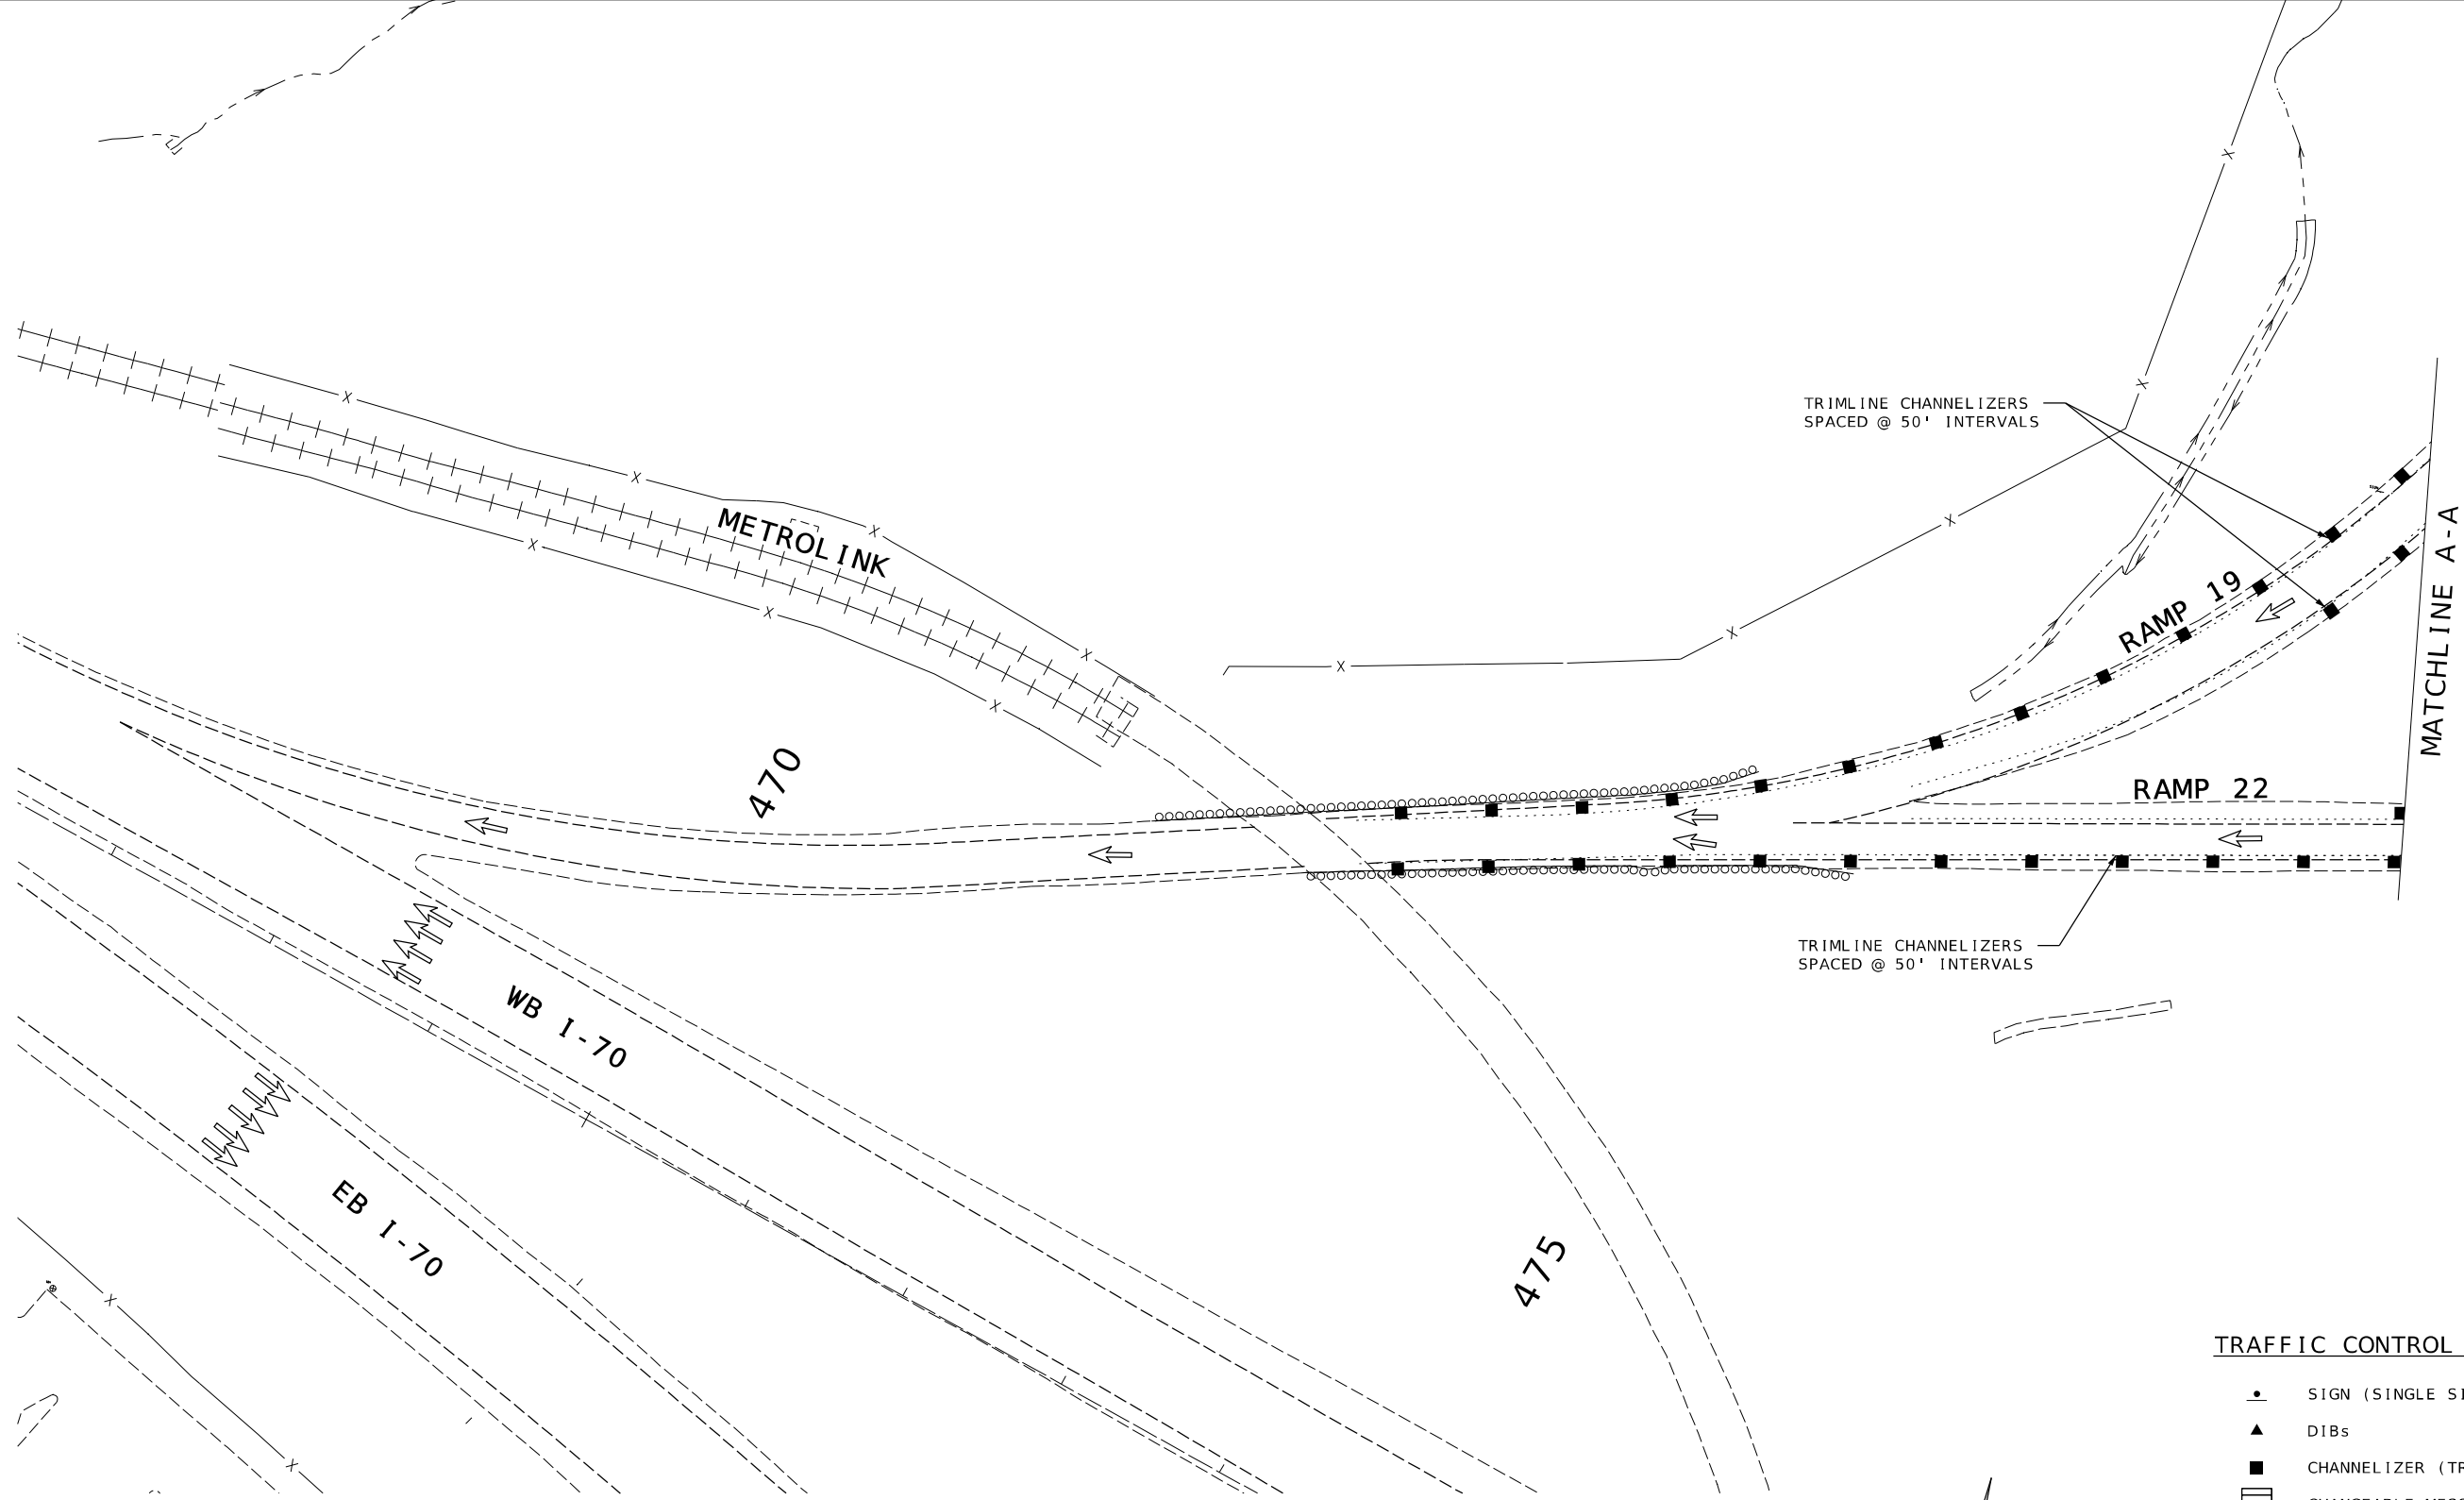 TRIMLINE CHANNELIZERS
SPACED @ 50' INTERVALS
METROLINK
MATCHLINE A-A
RAMP 19
470
RAMP 22
TRIMLINE CHANNELIZERS
SPACED @ 50' INTERVALS
WB I-70
EB I-70
475
TRAFFIC CONTROL
SIGN (SINGLE SI
DIBs
CHANNELIZER (TR